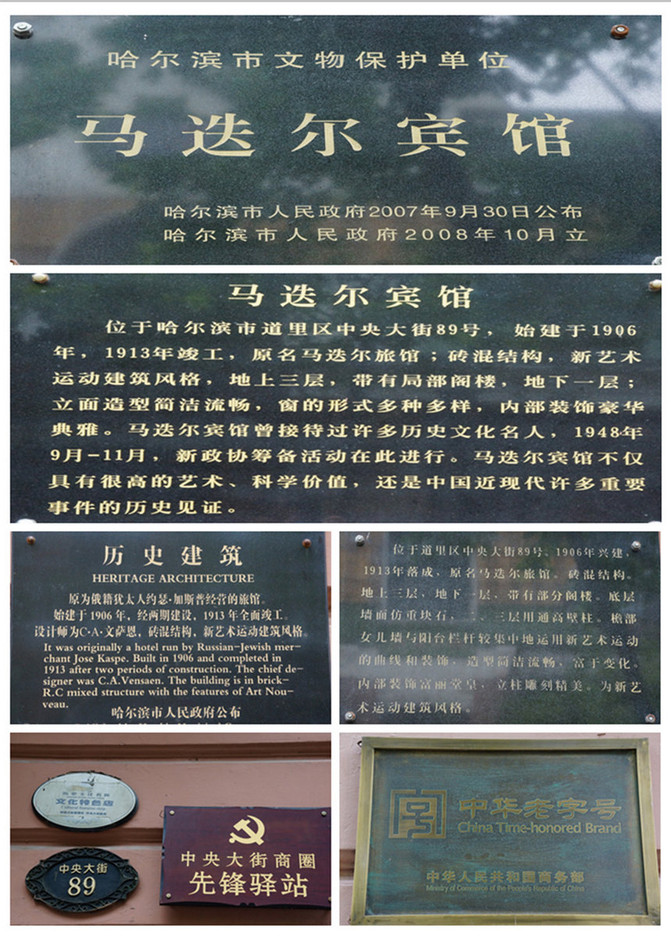 哈尔滨市文物保护单位
马迭尔宾馆
哈尔滨市人民政府2007年9月30日公布
哈尔滨市人民政府2008年10月立
马迭尔宾馆
位于哈尔滨市道里区中央大街89号，始建于1906
年，1913年竣工，原名马迭尔旅馆；砖混结构，新艺术
运动建筑风格，地上三层，带有局部阁楼，地下一层；
立面造型简洁流畅，窗的形式多种多样，内部装饰豪华
典雅。马迭尔宾馆曾接待过许多历史文化名人，1948年
9月-11月，新政协筹备活动在此进行。马迭尔宾馆不仅
具有很高的艺术、科学价值，还是中国近现代许多重要
事件的历史见证。
历史建筑
HERITAGE ARCHITECTURE
原为俄籍犹太人约瑟·加斯普经营的旅馆。
始建于1906年，经两期建设，1913年全面竣工。
设计师为C·A·文萨恩，砖混结构，新艺术运动建筑风格。
It was originally a hotel run by Russian-Jewish mer-
chant Jose Kaspe. Built in 1906 and completed in
1913 after two periods of construction. The chief de-
signer was C.A.Vensaen. The building is in brick-
R.C mixed structure with the features of Art Nou-
veau.
哈尔滨市人民政府公布
位于道里区中央大街89号。1906年兴建，
1913年落成，原名马迭尔旅馆。砖混结构。
地上三层，地下一层，带有部分阁楼。底层
墙面仿重块石，二、三层用通高壁柱。檐部
女儿墙与阳台栏杆较集中地运用新艺术运动
的曲线和装饰，造型简洁流畅，富于变化。
内部装饰富丽堂皇，立柱雕刻精美。为新艺
术运动建筑风格。
文化特色店
中央大街
89
中央大街商圈
先锋驿站
中华老字号
China Time-honored Brand
中华人民共和国商务部
Ministry of Commerce of the People's Republic of China